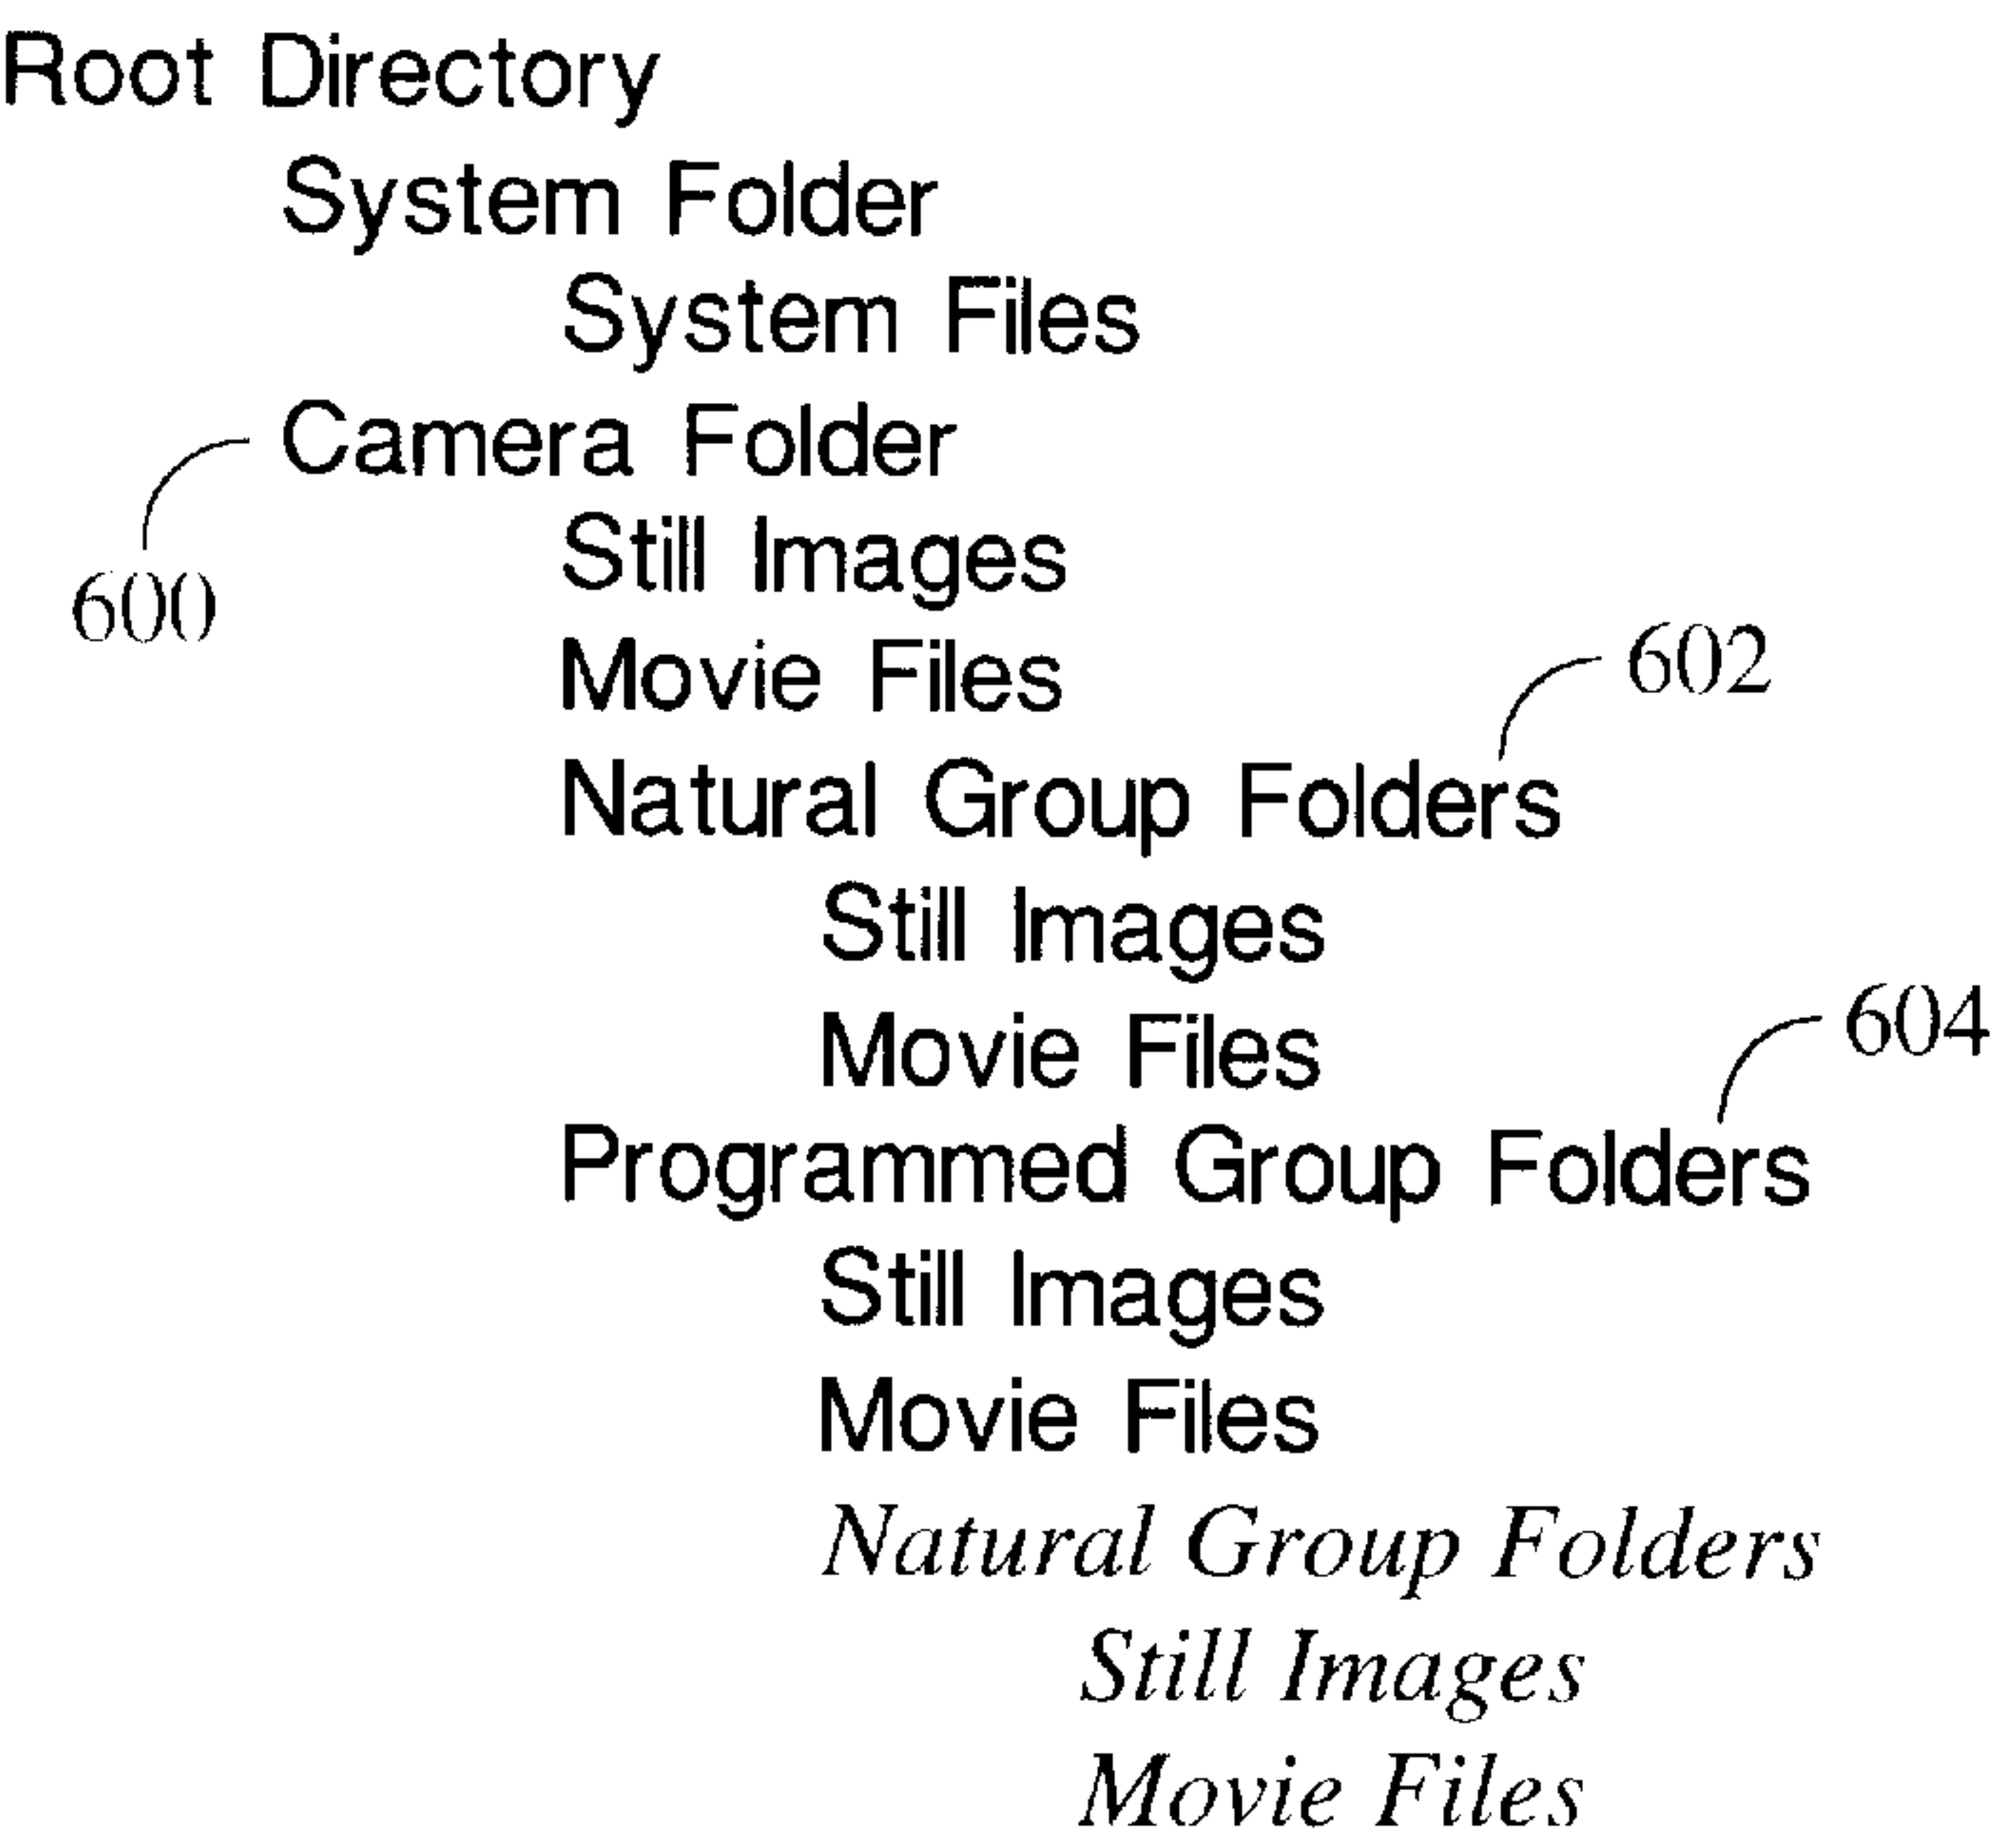 Root Directory
System Folder
System Files
Camera Folder
Still Images
600
Movie Files
602
Natural Group Folders
Still Images
Movie Files
604
Programmed Group Folders
Still Images
Movie Files
Natural Group Folders
Still Images
Movie Files